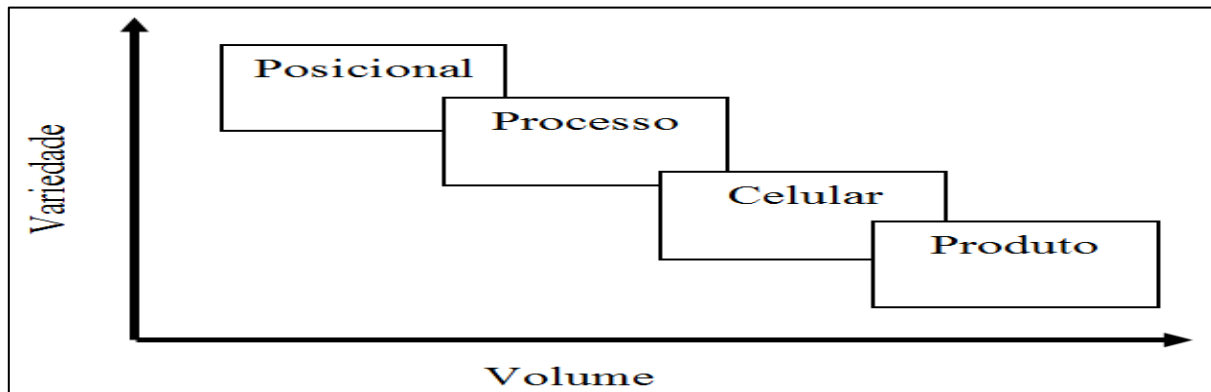 Posicional
Processo
Celular
Produto
Variedade
Volume